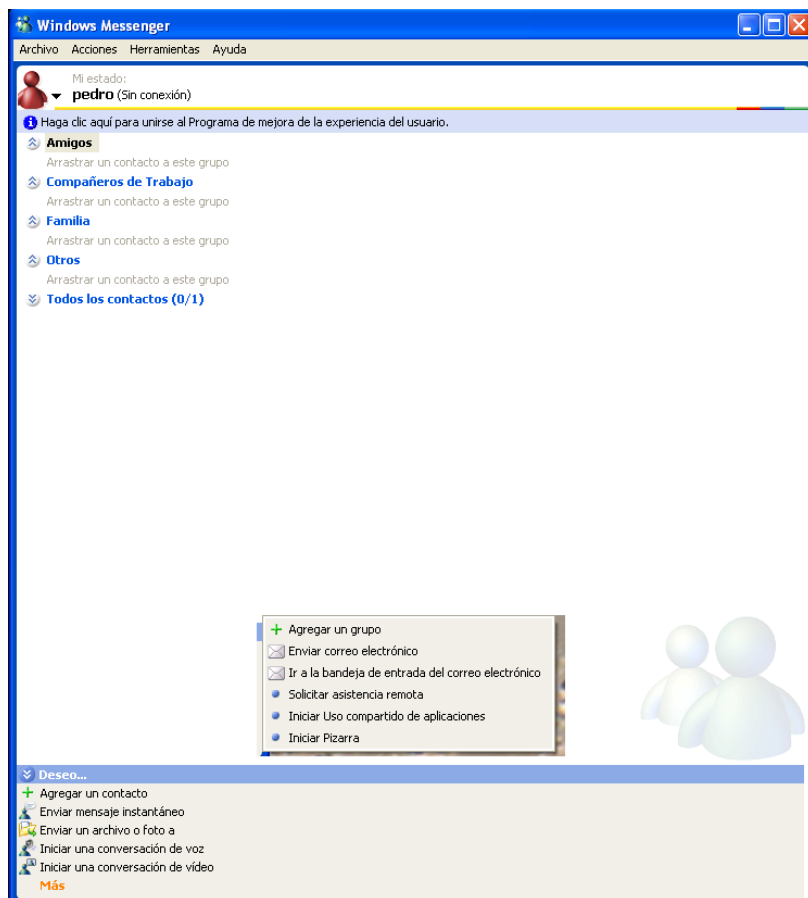 Windows Messenger
Archivo Acciones Herramientas Ayuda
Mi estado:
pedro (Sin conexión)
Haga clic aquí para unirse al Programa de mejora de la experiencia del usuario.
Amigos
Arrastrar un contacto a este grupo
Compañeros de Trabajo
Arrastrar un contacto a este grupo
Familia
Arrastrar un contacto a este grupo
Otros
Arrastrar un contacto a este grupo
Todos los contactos (0/1)
Agregar un grupo
Enviar correo electrónico
Ir a la bandeja de entrada del correo electrónico
Solicitar asistencia remota
Iniciar Uso compartido de aplicaciones
Iniciar Pizarra
Deseo...
Agregar un contacto
Enviar mensaje instantáneo
Enviar un archivo o foto a
Iniciar una conversación de voz
Iniciar una conversación de vídeo
Más